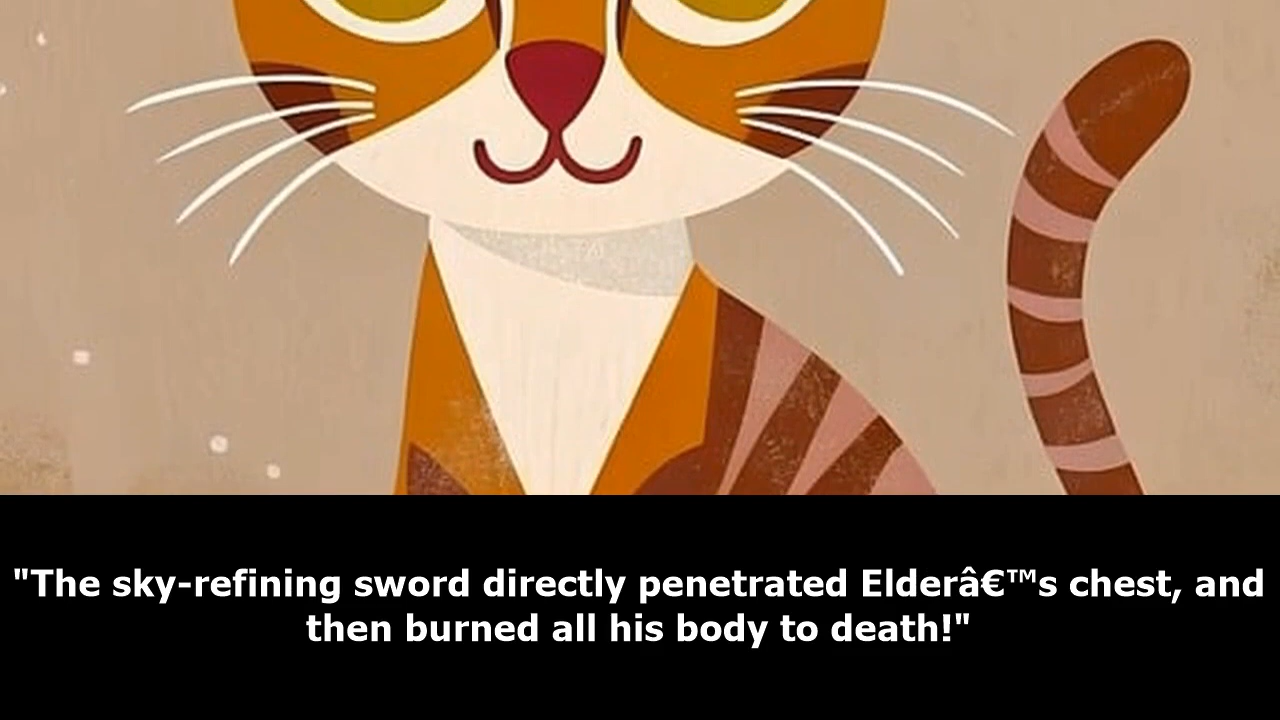 "The sky-refining sword directly penetrated Elderâ€™s chest, and
then burned all his body to death!"